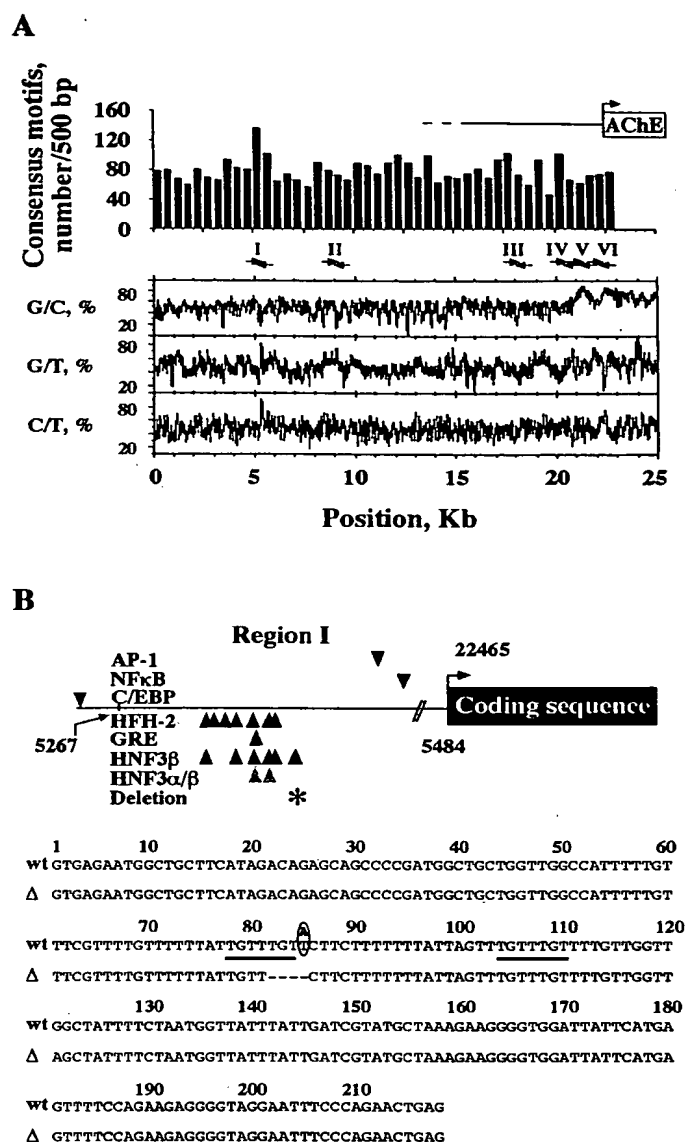 A
Consensus motifs,
number/500 bp
160
120
80
40
0
AChE
I II III IV V VI
G/C, %
80
20
G/T, %
80
20
C/T, %
80
20
0 5 10 15 20 25
Position, Kb
B
Region I
AP-1
NFκB
C/EBP
HFH-2
GRE
HNF3β
HNF3α/β
Deletion *
5267
5484
22465
Coding sequence
1 10 20 30 40 50 60
wt GTGAGAATGGCTGCTTCATAGACAGAGCAGCCCCGATGGCTGCTGGTTGGCCATTTTTGT
Δ GTGAGAATGGCTGCTTCATAGACAGAGCAGCCCCGATGGCTGCTGGTTGGCCATTTTTGT
70 80 90 100 110 120
wt TTCGTTTTGTTTTTTATTGTTTGTACTTCTTTTTTTATTAGTTTGTTTGTTTTGTTGGTT
Δ TTCGTTTTGTTTTTTATTGTT----CTTCTTTTTTTATTAGTTTGTTTGTTTTGTTGGTT
130 140 150 160 170 180
wt GGCTATTTTCTAATGGTTATTTATTGATCGTATGCTAAAGAAGGGGTGGATTATTCATGA
Δ AGCTATTTTCTAATGGTTATTTATTGATCGTATGCTAAAGAAGGGGTGGATTATTCATGA
190 200 210
wt GTTTTCCAGAAGAGGGGTAGGAATTTCCCAGAACTGAG
Δ GTTTTCCAGAAGAGGGGTAGGAATTTCCCAGAACTGAG